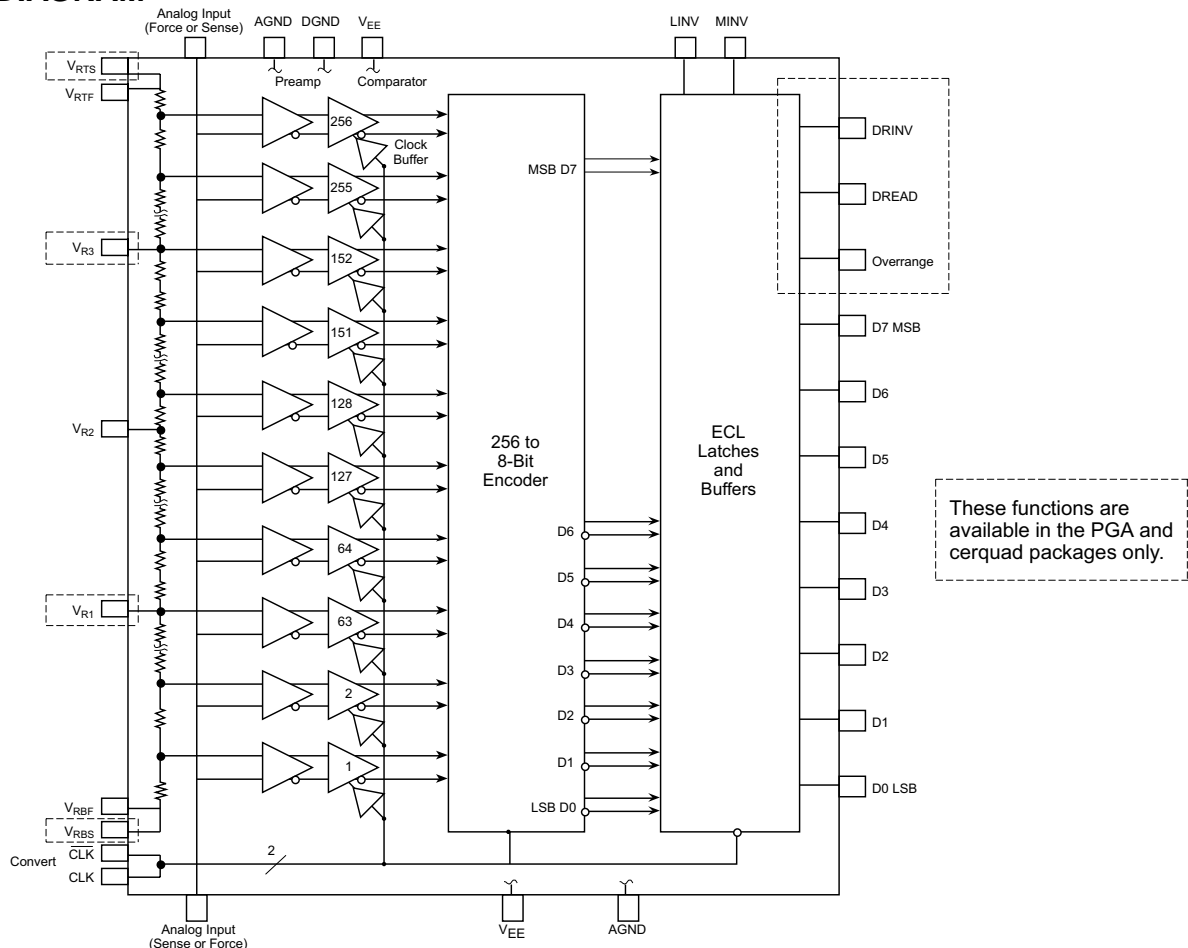 Analog Input
(Force or Sense)
AGND
DGND
VEE
LINV
MINV
Preamp
Comparator
VRTS
VRTF
256
Clock
Buffer
255
VR3
152
151
128
VR2
127
64
VR1
63
2
1
VRBF
VRBS
Convert
CLK
CLK
2
256 to
8-Bit
Encoder
MSB D7
D6
D5
D4
D3
D2
D1
LSB D0
ECL
Latches
and
Buffers
DRINV
DREAD
Overrange
D7 MSB
D6
D5
D4
D3
D2
D1
D0 LSB
These functions are
available in the PGA and
cerquad packages only.
Analog Input
(Sense or Force)
VEE
AGND